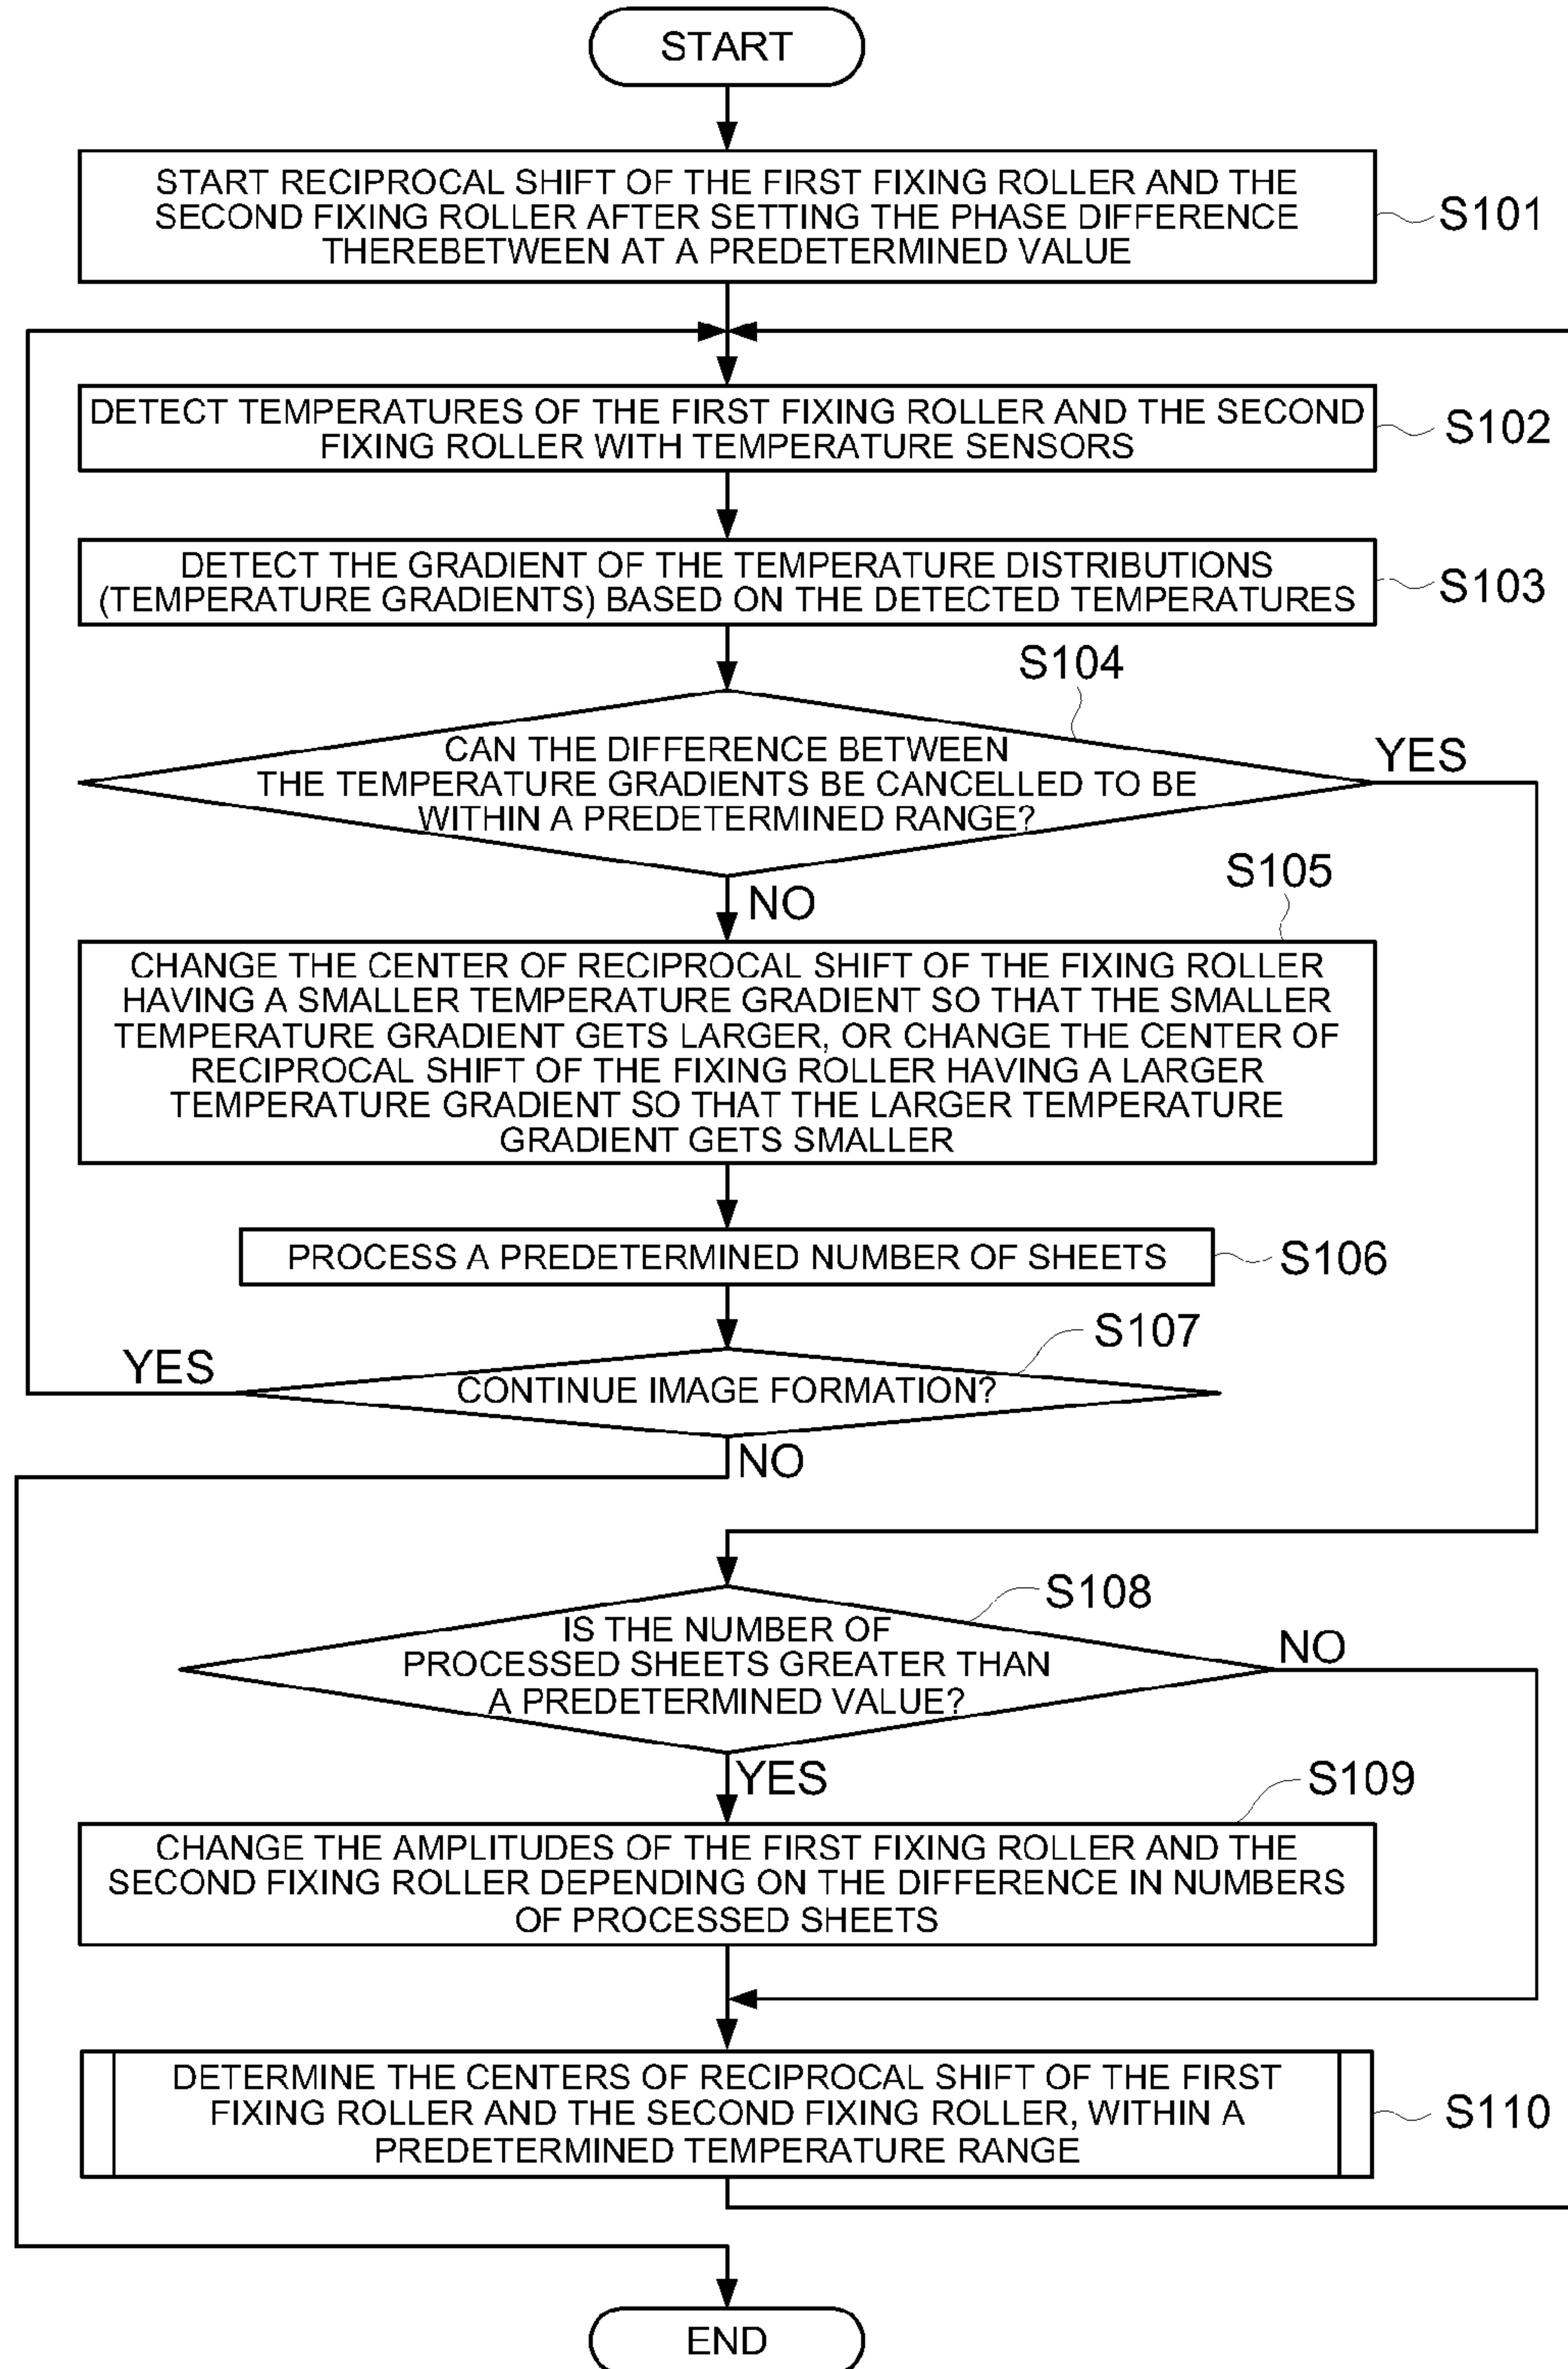 START
START RECIPROCAL SHIFT OF THE FIRST FIXING ROLLER AND THE
SECOND FIXING ROLLER AFTER SETTING THE PHASE DIFFERENCE
THEREBETWEEN AT A PREDETERMINED VALUE
S101
DETECT TEMPERATURES OF THE FIRST FIXING ROLLER AND THE SECOND
FIXING ROLLER WITH TEMPERATURE SENSORS
S102
DETECT THE GRADIENT OF THE TEMPERATURE DISTRIBUTIONS
(TEMPERATURE GRADIENTS) BASED ON THE DETECTED TEMPERATURES
S103
S104
CAN THE DIFFERENCE BETWEEN
THE TEMPERATURE GRADIENTS BE CANCELLED TO BE
WITHIN A PREDETERMINED RANGE?
YES
NO
S105
CHANGE THE CENTER OF RECIPROCAL SHIFT OF THE FIXING ROLLER
HAVING A SMALLER TEMPERATURE GRADIENT SO THAT THE SMALLER
TEMPERATURE GRADIENT GETS LARGER, OR CHANGE THE CENTER OF
RECIPROCAL SHIFT OF THE FIXING ROLLER HAVING A LARGER
TEMPERATURE GRADIENT SO THAT THE LARGER TEMPERATURE
GRADIENT GETS SMALLER
PROCESS A PREDETERMINED NUMBER OF SHEETS
S106
S107
YES
CONTINUE IMAGE FORMATION?
NO
S108
IS THE NUMBER OF
PROCESSED SHEETS GREATER THAN
A PREDETERMINED VALUE?
NO
YES
S109
CHANGE THE AMPLITUDES OF THE FIRST FIXING ROLLER AND THE
SECOND FIXING ROLLER DEPENDING ON THE DIFFERENCE IN NUMBERS
OF PROCESSED SHEETS
DETERMINE THE CENTERS OF RECIPROCAL SHIFT OF THE FIRST
FIXING ROLLER AND THE SECOND FIXING ROLLER, WITHIN A
PREDETERMINED TEMPERATURE RANGE
S110
END